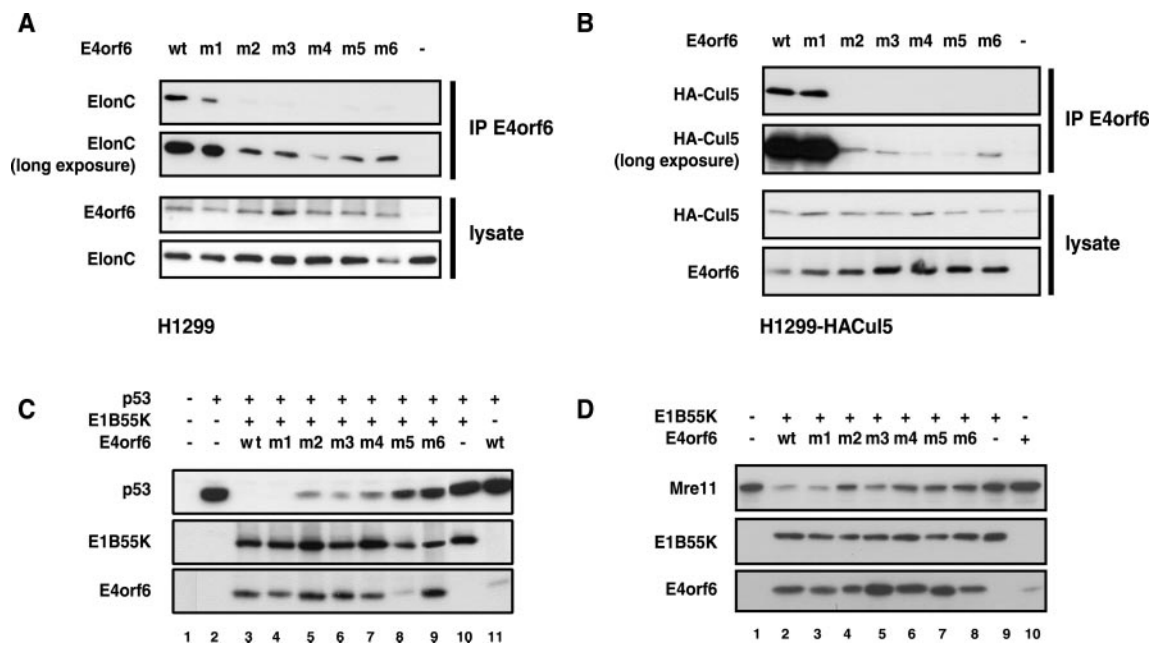 A
E4orf6 wt m1 m2 m3 m4 m5 m6 -
ElonC
ElonC
(long exposure)
IP E4orf6
E4orf6
ElonC
lysate
H1299
B
E4orf6 wt m1 m2 m3 m4 m5 m6 -
HA-Cul5
HA-Cul5
(long exposure)
IP E4orf6
HA-Cul5
E4orf6
lysate
H1299-HACul5
C
p53 - + + + + + + + + + +
E1B55K - - + + + + + + + + -
E4orf6 - - wt m1 m2 m3 m4 m5 m6 - wt
p53
E1B55K
E4orf6
1 2 3 4 5 6 7 8 9 10 11
D
E1B55K - + + + + + + + + -
E4orf6 - wt m1 m2 m3 m4 m5 m6 - +
Mre11
E1B55K
E4orf6
1 2 3 4 5 6 7 8 9 10